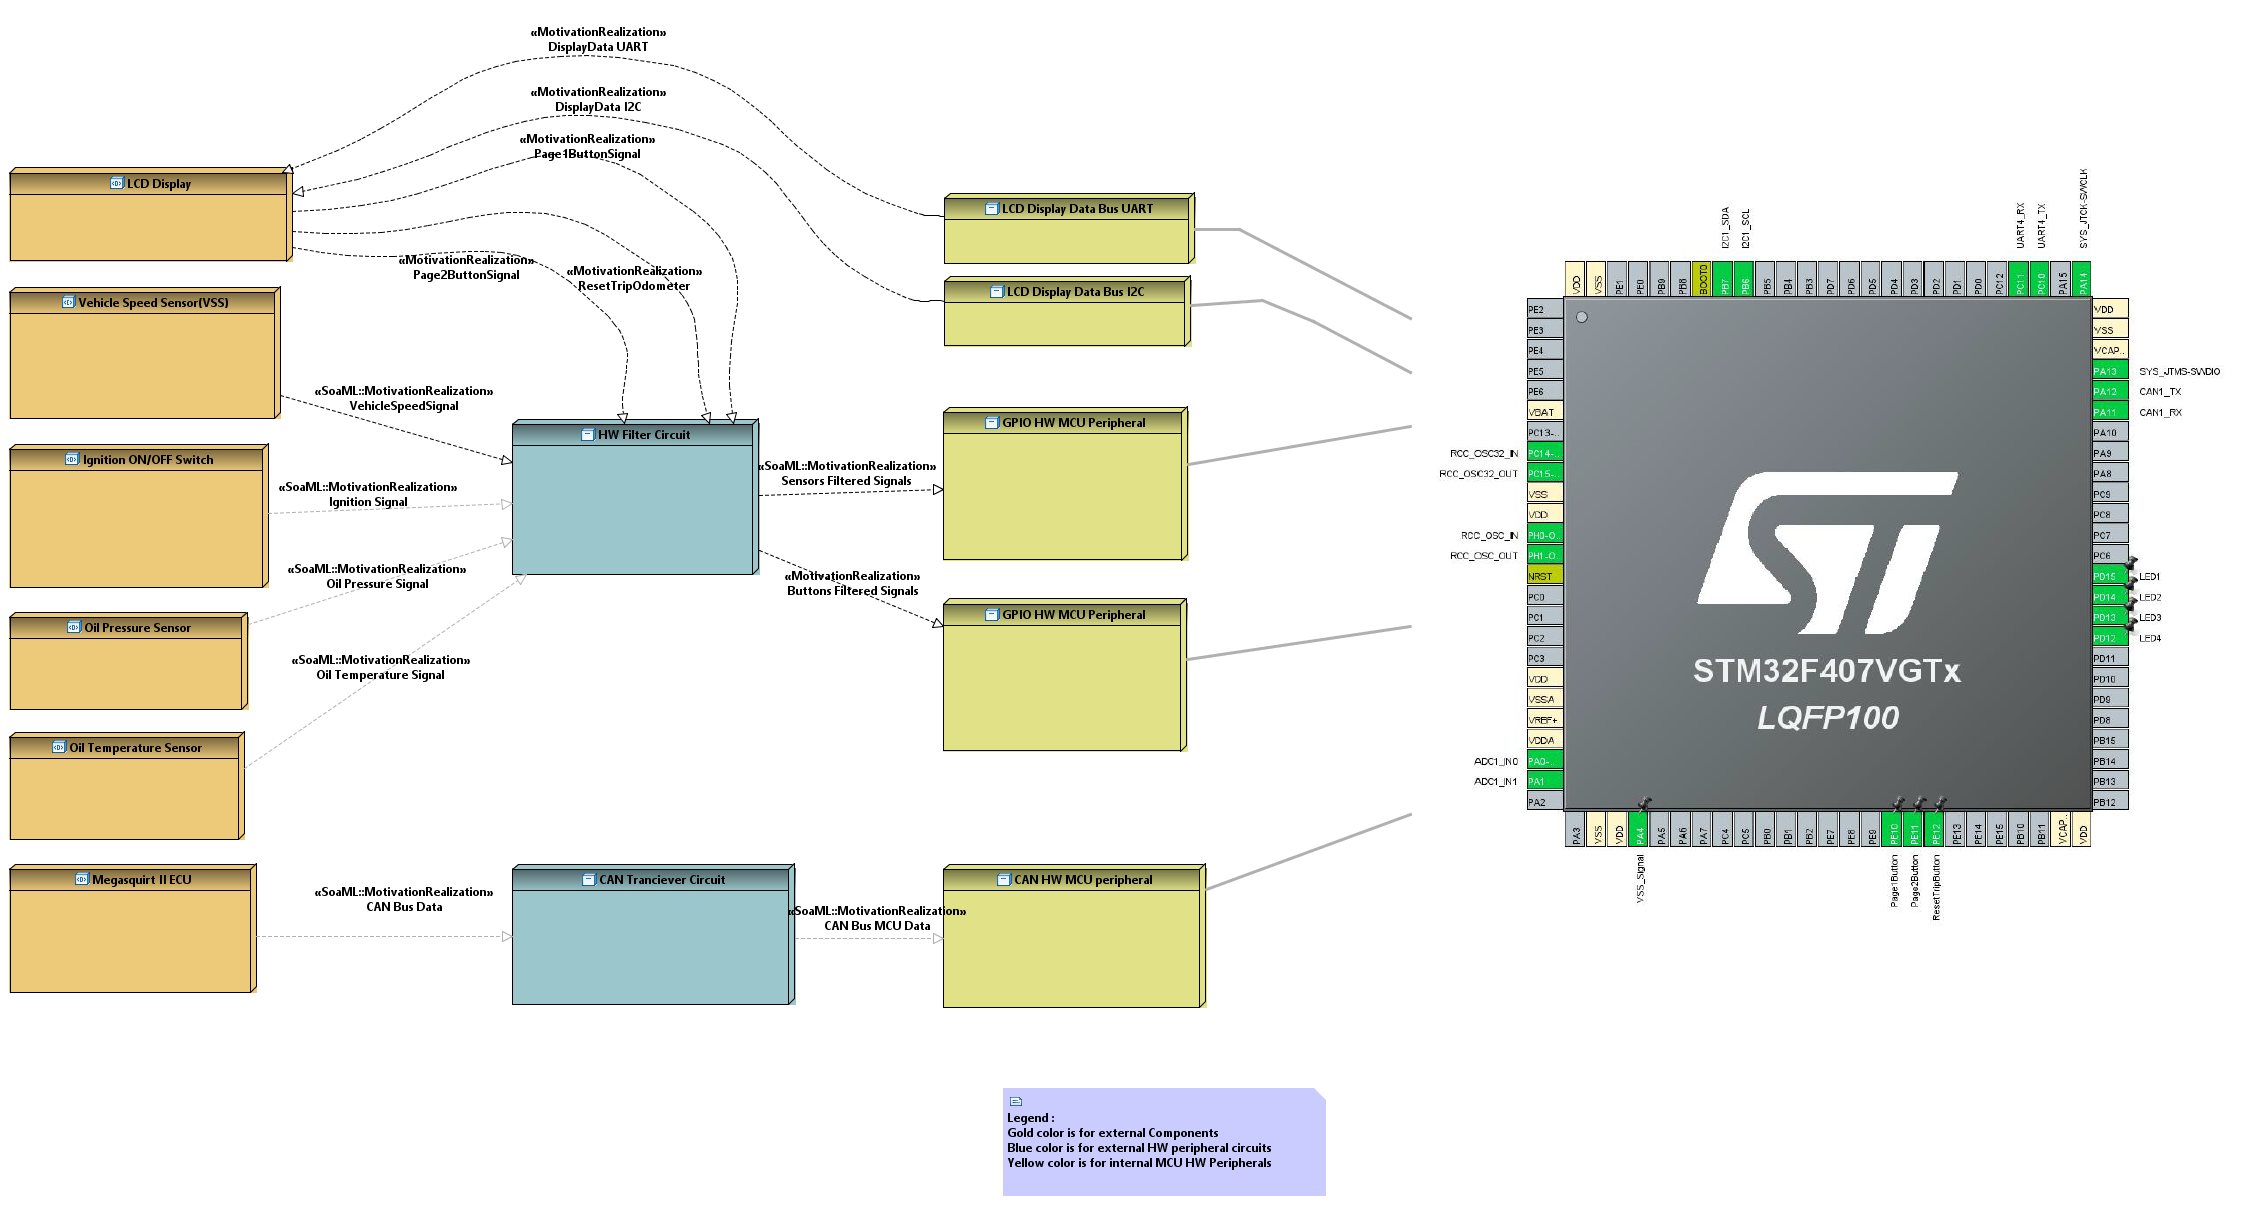 «MotivationRealization»
DisplayData UART
«MotivationRealization»
DisplayData I2C
«MotivationRealization»
Page1ButtonSignal
LCD Display
«MotivationRealization»
Page2ButtonSignal
«MotivationRealization»
ResetTripOdometer
Vehicle Speed Sensor(VSS)
«SoaML::MotivationRealization»
VehicleSpeedSignal
Ignition ON/OFF Switch
«SoaML::MotivationRealization»
Ignition Signal
«SoaML::MotivationRealization»
Oil Pressure Signal
Oil Pressure Sensor
«SoaML::MotivationRealization»
Oil Temperature Signal
Oil Temperature Sensor
Megasquirt II ECU
«SoaML::MotivationRealization»
CAN Bus Data
HW Filter Circuit
«SoaML::MotivationRealization»
Sensors Filtered Signals
«MotivationRealization»
Buttons Filtered Signals
CAN Tranciever Circuit
«SoaML::MotivationRealization»
CAN Bus MCU Data
LCD Display Data Bus UART
LCD Display Data Bus I2C
GPIO HW MCU Peripheral
GPIO HW MCU Peripheral
CAN HW MCU peripheral
Legend :
Gold color is for external Components
Blue color is for external HW peripheral circuits
Yellow color is for internal MCU HW Peripherals
I2C1_SDA
I2C1_SCL
UART4_RX
UART4_TX
SYS_JTCK-SWCLK
VDD
VSS
PE1
PE0
PB9
PB8
BOOT0
PB7
PB6
PB5
PB4
PB3
PD7
PD6
PD5
PD4
PD3
PD2
PD1
PD0
PC12
PC11
PC10
PA15
PA14
PE2
PE3
PE4
PE5
PE6
VBAT
PC13-..
RCC_OSC32_IN PC14-..
RCC_OSC32_OUT PC15-..
VSS
VDD
RCC_OSC_IN PH0-O..
RCC_OSC_OUT PH1-O..
NRST
PC0
PC1
PC2
PC3
VDD
VSSA
VREF+
VDDA
ADC1_IN0 PA0-..
ADC1_IN1 PA1
PA2
ST
STM32F407VGTx
LQFP100
VDD
VSS
VCAP..
PA13 SYS_JTMS-SWDIO
PA12 CAN1_TX
PA11 CAN1_RX
PA10
PA9
PA8
PC9
PC8
PC7
PC6
PD15 LED1
PD14 LED2
PD13 LED3
PD12 LED4
PD11
PD10
PD9
PD8
PB15
PB14
PB13
PB12
PA3
VSS
VDD
PA4
PA5
PA6
PA7
PC4
PC5
PB0
PB1
PB2
PE7
PE8
PE9
PE10
PE11
PE12
PE13
PE14
PE15
PB10
PB11
VCAP..
VDD
VSS_Signal
Page1Button
Page2Button
ResetTripButton